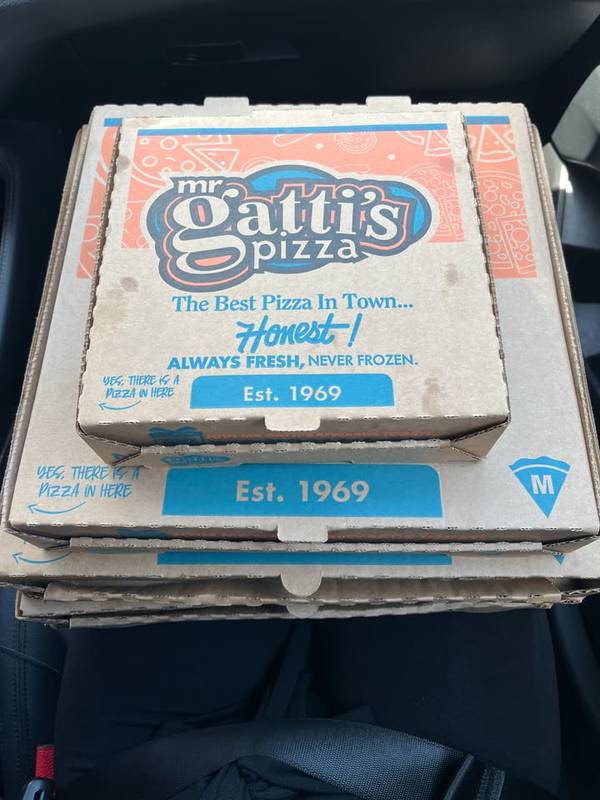 mr.
gatti's
pizza
The Best Pizza In Town...
Honest!
ALWAYS FRESH, NEVER FROZEN.
YES, THERE IS A
PIZZA IN HERE
Est. 1969
YES, THERE IS A
PIZZA IN HERE
Est. 1969
M